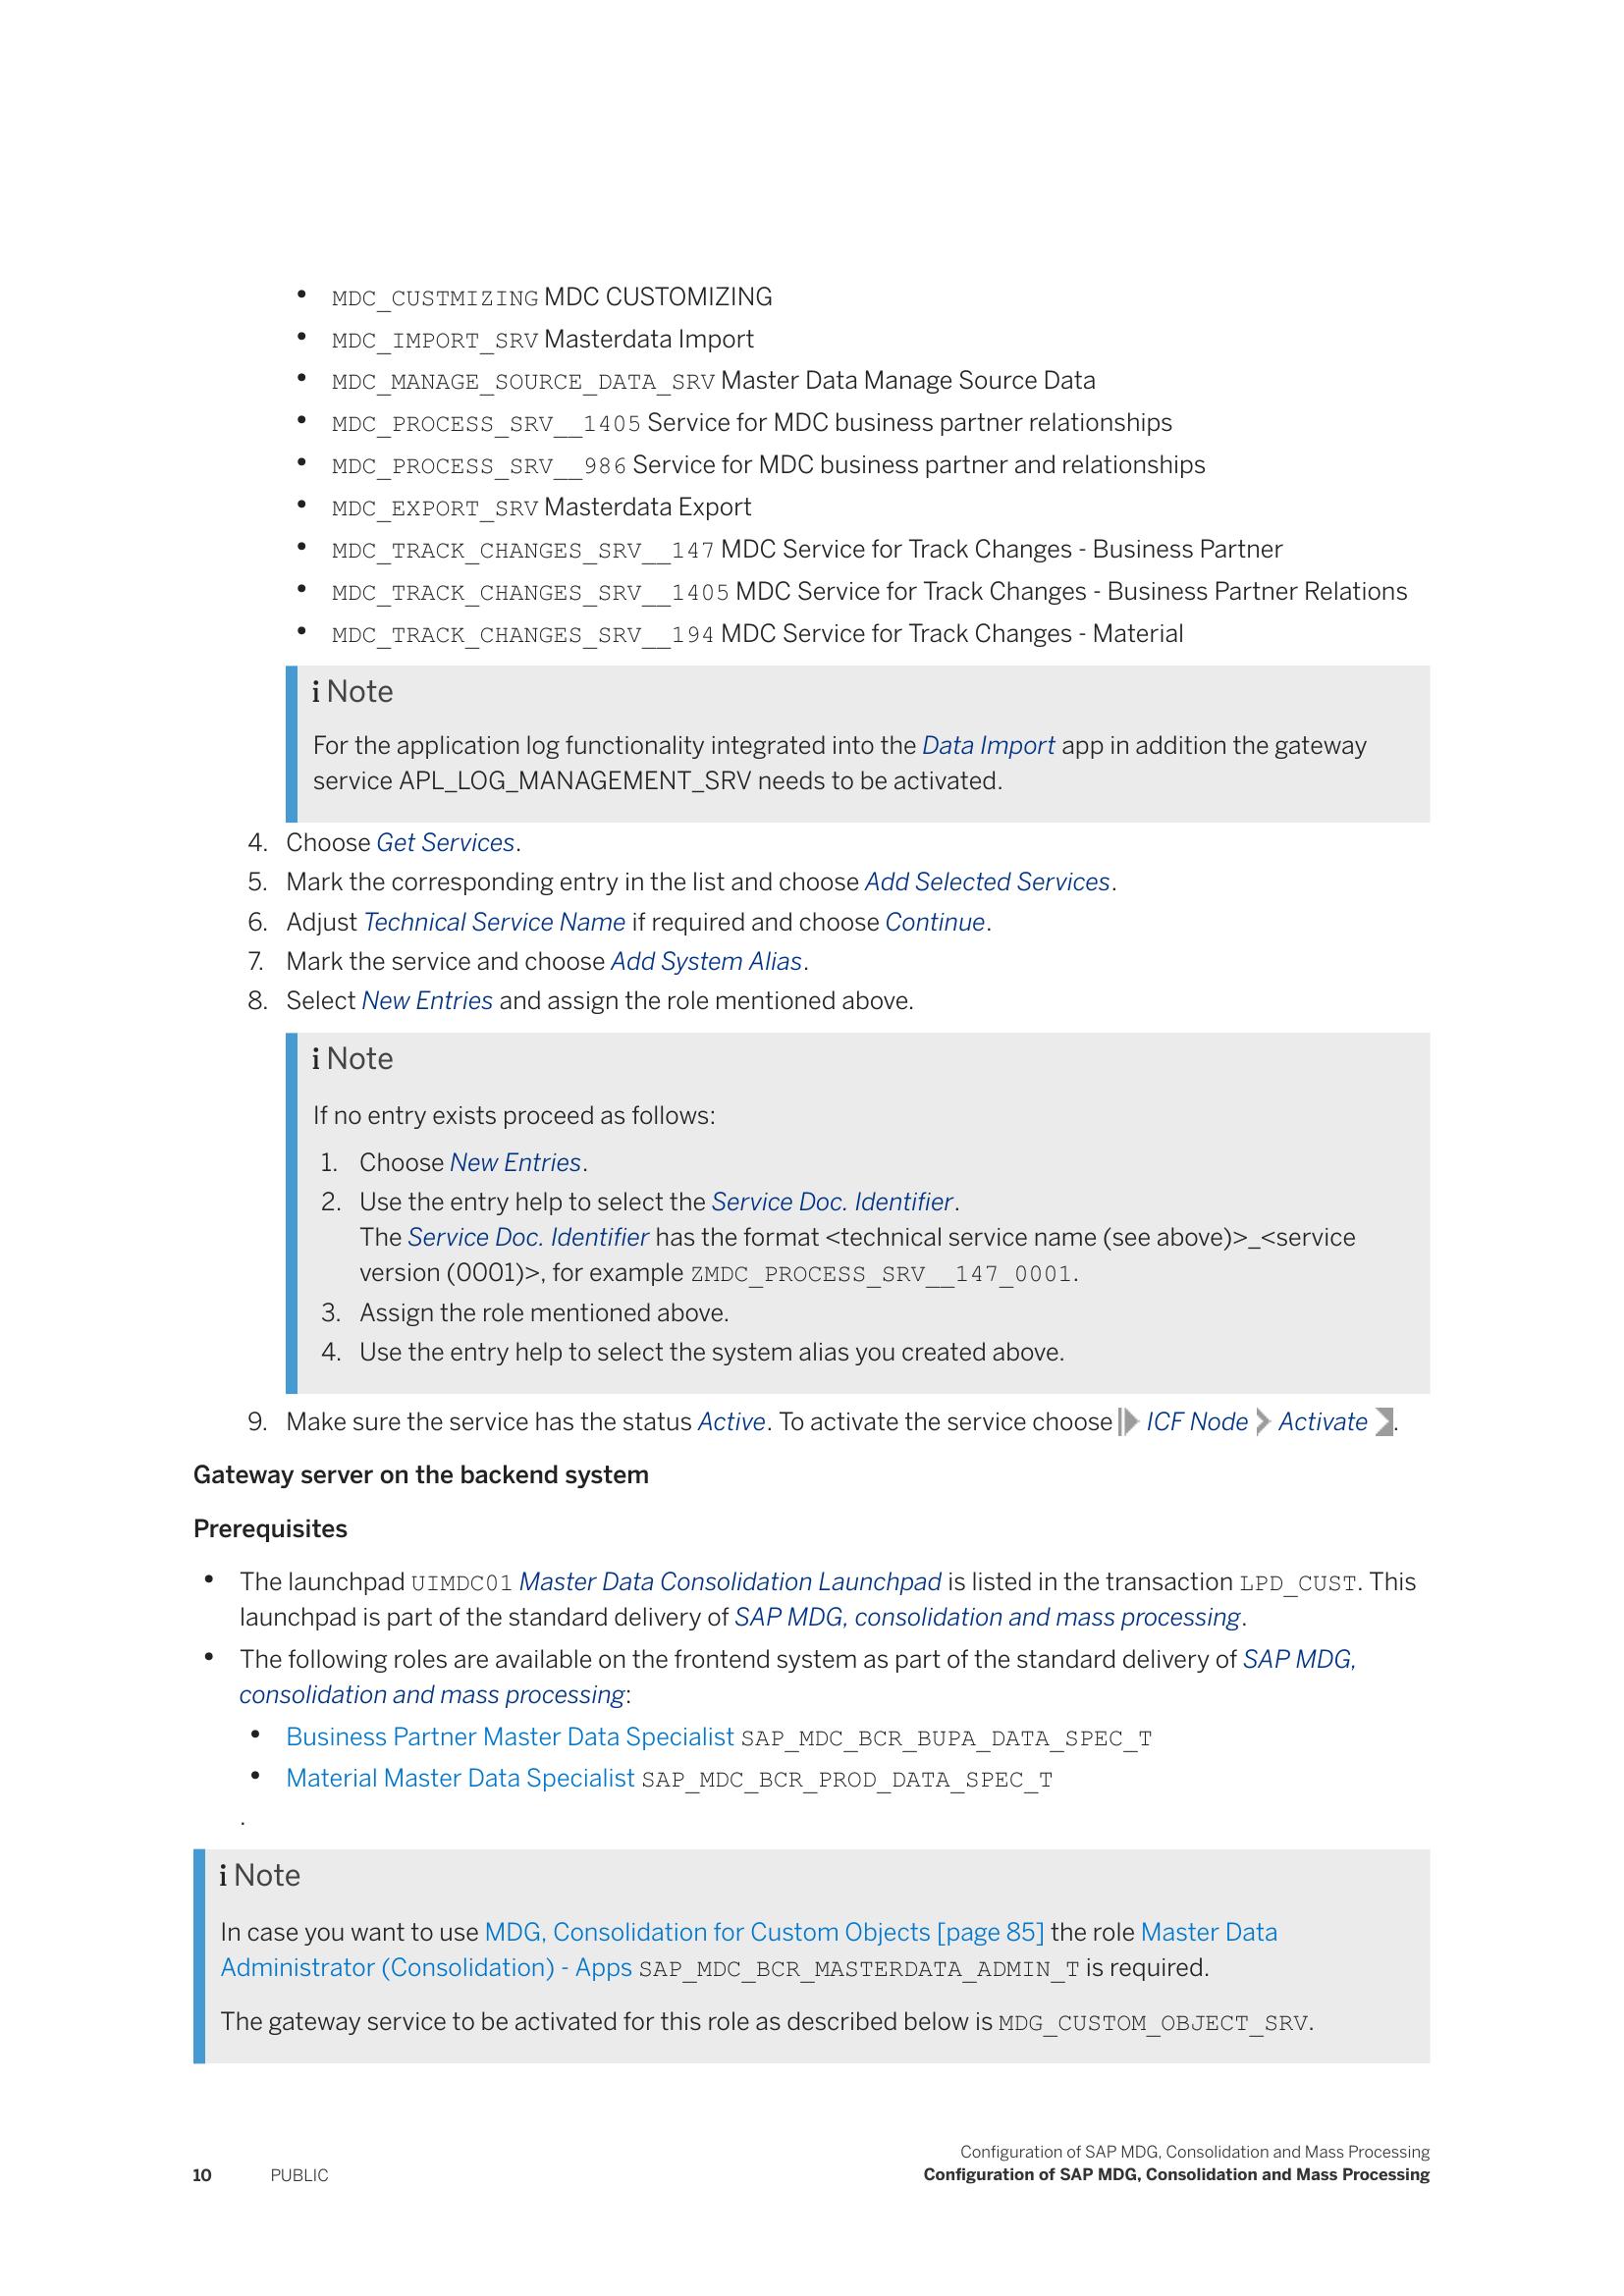 • MDC_CUSTMIZING MDC CUSTOMIZING
• MDC_IMPORT_SRV Masterdata Import
• MDC_MANAGE_SOURCE_DATA_SRV Master Data Manage Source Data
• MDC_PROCESS_SRV__1405 Service for MDC business partner relationships
• MDC_PROCESS_SRV__986 Service for MDC business partner and relationships
• MDC_EXPORT_SRV Masterdata Export
• MDC_TRACK_CHANGES_SRV__147 MDC Service for Track Changes - Business Partner
• MDC_TRACK_CHANGES_SRV__1405 MDC Service for Track Changes - Business Partner Relations
• MDC_TRACK_CHANGES_SRV__194 MDC Service for Track Changes - Material
i Note
For the application log functionality integrated into the Data Import app in addition the gateway
service APL_LOG_MANAGEMENT_SRV needs to be activated.
4. Choose Get Services.
5. Mark the corresponding entry in the list and choose Add Selected Services.
6. Adjust Technical Service Name if required and choose Continue.
7. Mark the service and choose Add System Alias.
8. Select New Entries and assign the role mentioned above.
i Note
If no entry exists proceed as follows:
1. Choose New Entries.
2. Use the entry help to select the Service Doc. Identifier.
The Service Doc. Identifier has the format <technical service name (see above)>_<service
version (0001)>, for example ZMDC_PROCESS_SRV__147_0001.
3. Assign the role mentioned above.
4. Use the entry help to select the system alias you created above.
9. Make sure the service has the status Active. To activate the service choose ICF Node > Activate.
Gateway server on the backend system
Prerequisites
• The launchpad UIMDC01 Master Data Consolidation Launchpad is listed in the transaction LPD_CUST. This
launchpad is part of the standard delivery of SAP MDG, consolidation and mass processing.
• The following roles are available on the frontend system as part of the standard delivery of SAP MDG,
consolidation and mass processing:
• Business Partner Master Data Specialist SAP_MDC_BCR_BUPA_DATA_SPEC_T
• Material Master Data Specialist SAP_MDC_BCR_PROD_DATA_SPEC_T
.
i Note
In case you want to use MDG, Consolidation for Custom Objects [page 85] the role Master Data
Administrator (Consolidation) - Apps SAP_MDC_BCR_MASTERDATA_ADMIN_T is required.
The gateway service to be activated for this role as described below is MDG_CUSTOM_OBJECT_SRV.
Configuration of SAP MDG, Consolidation and Mass Processing
10 PUBLIC Configuration of SAP MDG, Consolidation and Mass Processing